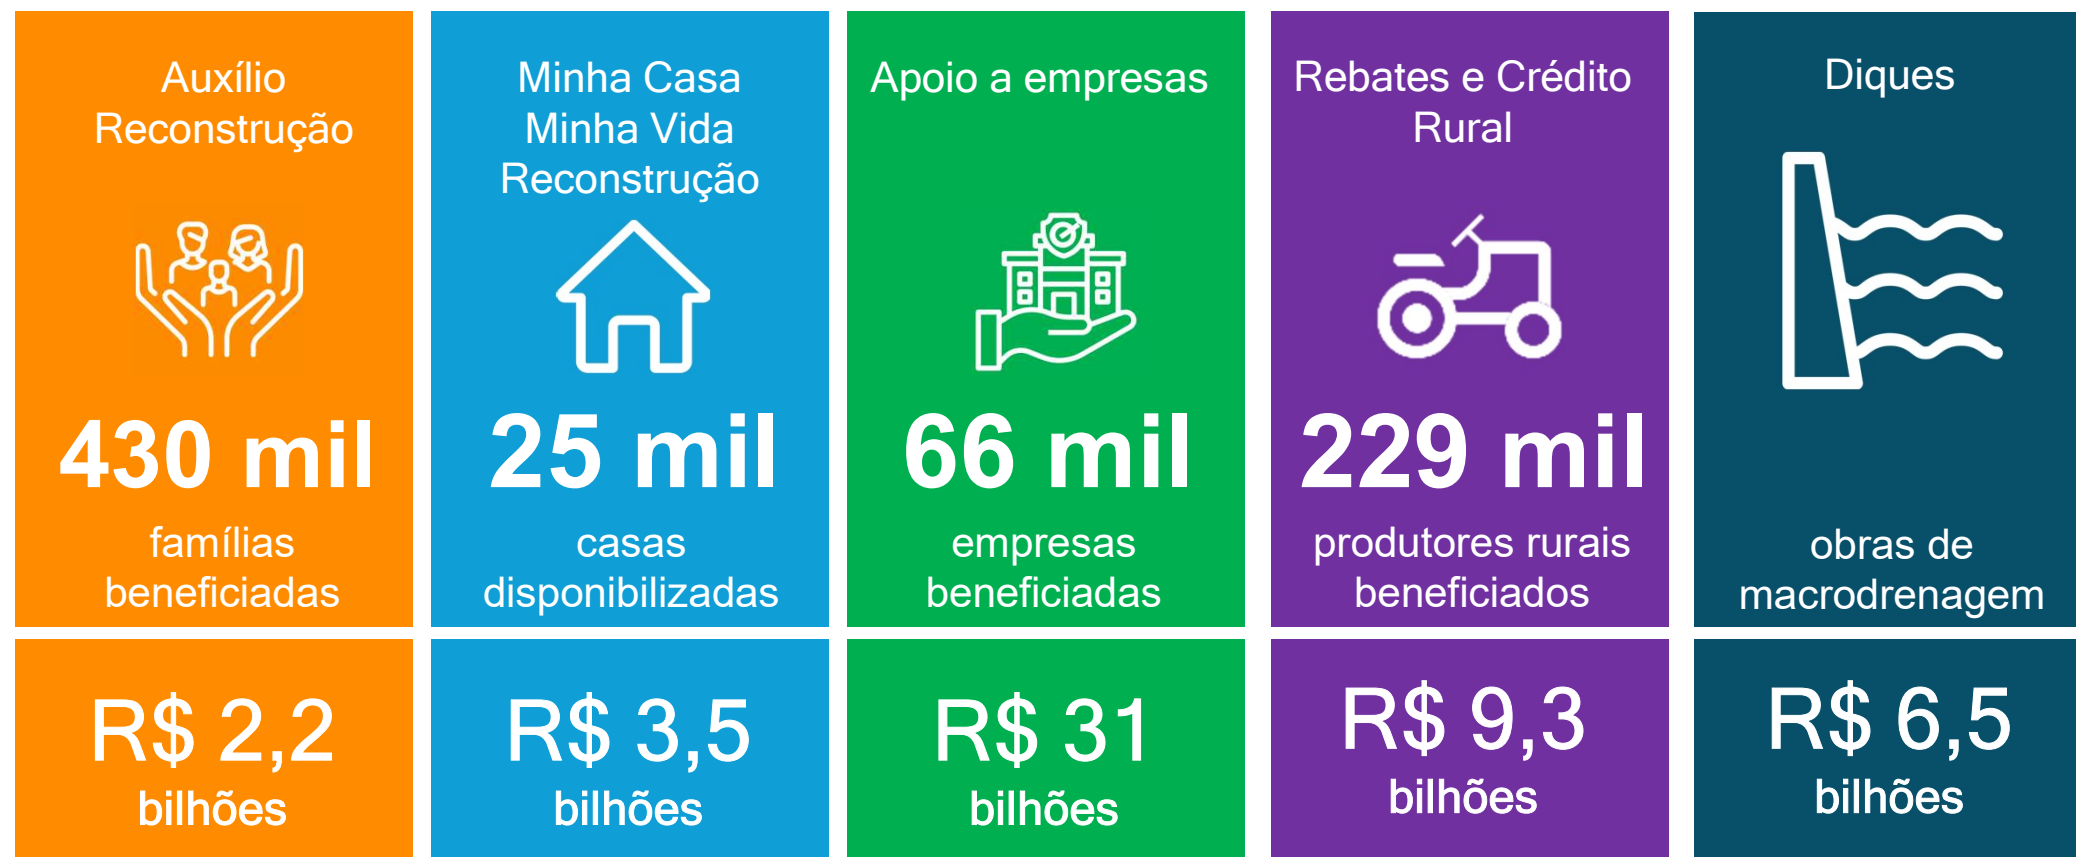 Auxílio
Reconstrução
430 mil
famílias
beneficiadas
R$ 2,2
bilhões
Minha Casa
Minha Vida
Reconstrução
25 mil
casas
disponibilizadas
R$ 3,5
bilhões
Apoio a empresas
66 mil
empresas
beneficiadas
R$ 31
bilhões
Rebates e Crédito
Rural
229 mil
produtores rurais
beneficiados
R$ 9,3
bilhões
Diques
obras de
macrodrenagem
R$ 6,5
bilhões